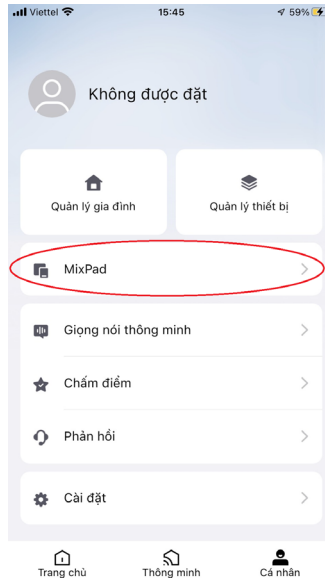 Viettel 15:45 59%
Không được đặt
Quản lý gia đình Quản lý thiết bị
MixPad
Giọng nói thông minh
Chấm điểm
Phản hồi
Cài đặt
Trang chủ Thông minh Cá nhân